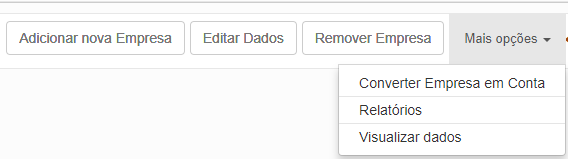 Adicionar nova Empresa Editar Dados Remover Empresa Mais opções
Converter Empresa em Conta
Relatórios
Visualizar dados